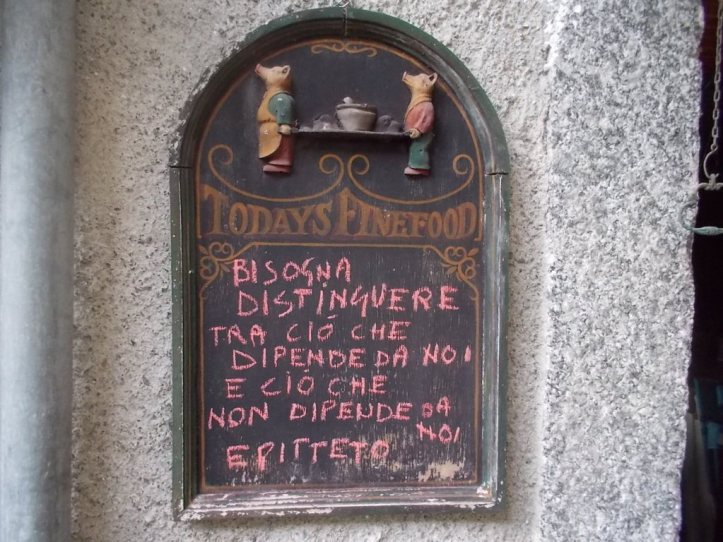 TODAYS FINEFOOD
BISOGNA
DISTINGUERE
TRA CIÒ CHE
DIPENDE DA NOI
E CIÒ CHE
NON DIPENDE DA
NOI
EPITTETO